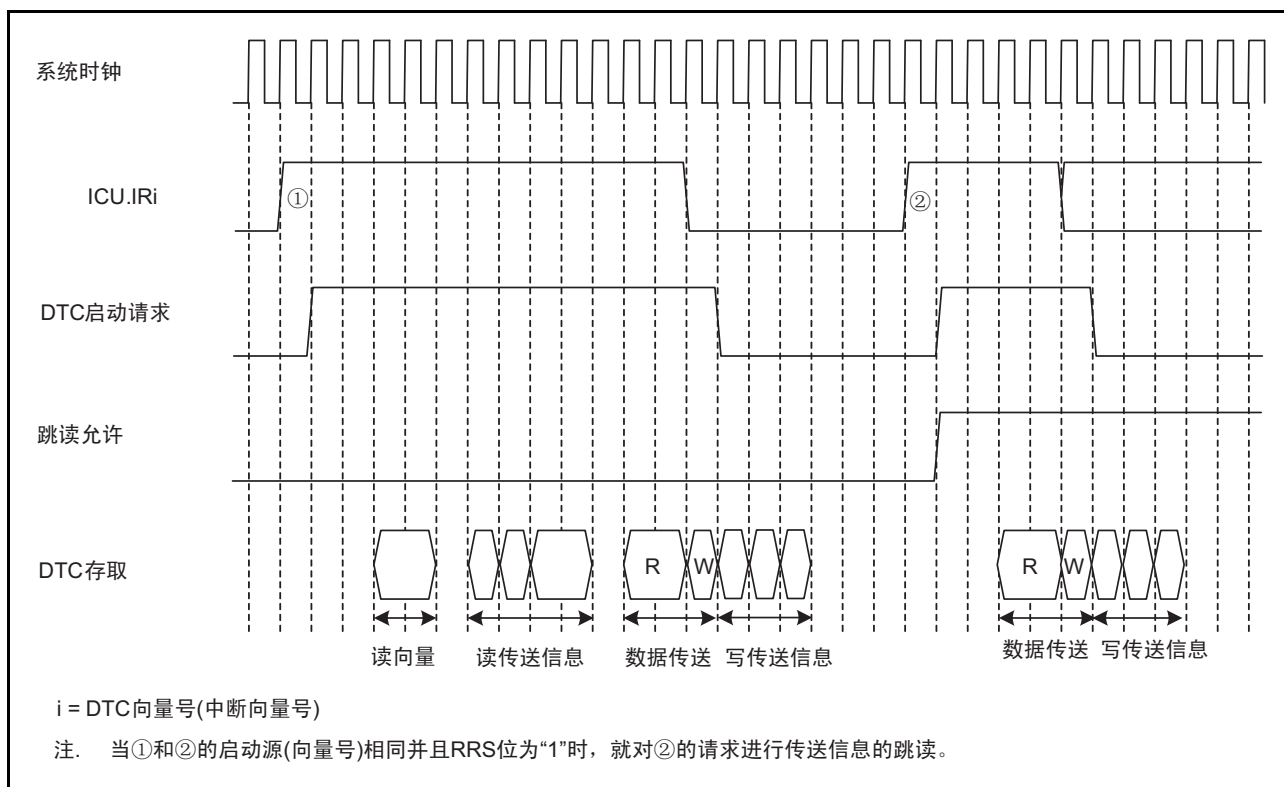 系统时钟
ICU.IRi
①
②
DTC启动请求
跳读允许
DTC存取
R
W
R
W
读向量
读传送信息
数据传送
写传送信息
数据传送
写传送信息
i = DTC向量号(中断向量号)
注. 当①和②的启动源(向量号)相同并且RRS位为“1”时，就对②的请求进行传送信息的跳读。